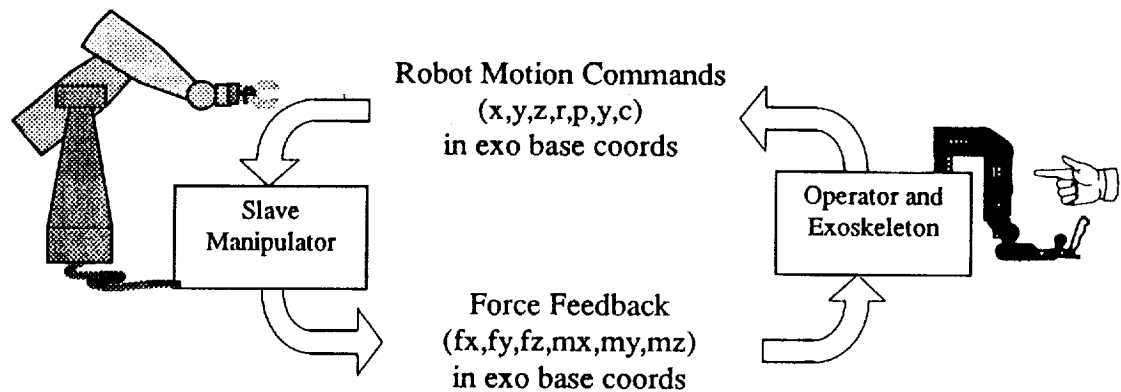 Robot Motion Commands
(x,y,z,r,p,y,c)
in exo base coords
Slave
Manipulator
Operator and
Exoskeleton
Force Feedback
(fx,fy,fz,mx,my,mz)
in exo base coords